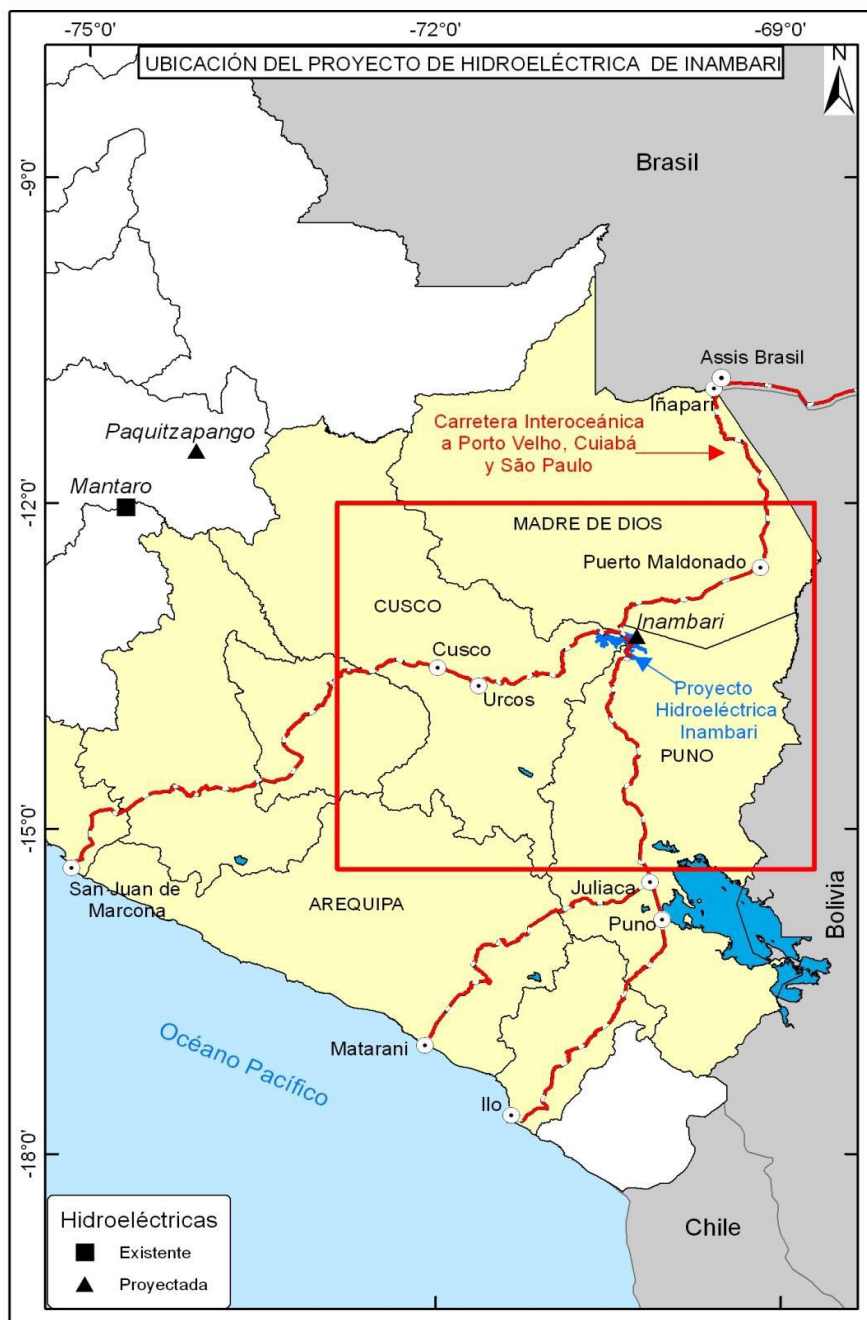 -75°0'
-72°0'
-69°0'
UBICACIÓN DEL PROYECTO DE HIDROELÉCTRICA DE INAMBARI
N
Brasil
-9°0'
Assis Brasil
Iñapari
Carretera Interoceánica
a Porto Velho, Cuiabá
y São Paulo
Paquitzapango
Mantaro
-12°0'
MADRE DE DIOS
Puerto Maldonado
CUSCO
Inambari
Cusco
Urcos
Proyecto
Hidroeléctrica
Inambari
PUNO
-15°0'
San Juan de
Marcona
AREQUIPA
Juliaca
Puno
Bolivia
Océano Pacífico
Matarani
Ilo
-18°0'
Chile
Hidroeléctricas
Existente
Proyectada